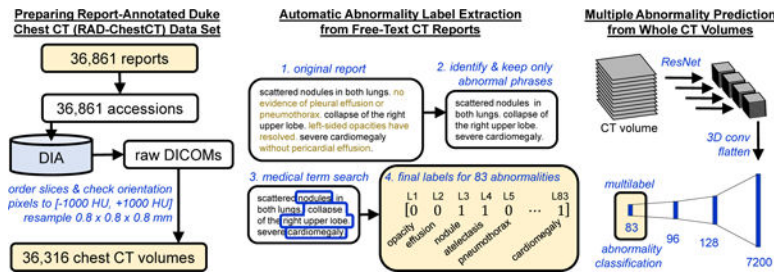 Preparing Report-Annotated Duke
Chest CT (RAD-ChestCT) Data Set
36,861 reports
36,861 accessions
DIA
raw DICOMs
order slices & check orientation
pixels to [-1000 HU, +1000 HU]
resample 0.8 x 0.8 x 0.8 mm
36,316 chest CT volumes
Automatic Abnormality Label Extraction
from Free-Text CT Reports
1. original report
scattered nodules in both lungs. no
evidence of pleural effusion or
pneumothorax. collapse of the right
upper lobe. left-sided opacities have
resolved. severe cardiomegaly
without pericardial effusion.
2. identify & keep only
abnormal phrases
scattered nodules in
both lungs. collapse
of the right upper lobe.
severe cardiomegaly
3. medical term search
scattered nodules in
both lungs. collapse
of the right upper lobe.
severe cardiomegaly.
4. final labels for 83 abnormalities
L1 L2 L3 L4 L5 L83
[0 0 1 1 0 ⋯ 1]
opacity
effusion
nodule
atelectasis
pneumothorax
cardiomegaly
Multiple Abnormality Prediction
from Whole CT Volumes
ResNet
CT volume
3D conv
flatten
multilabel
83
96
128
7200
abnormality
classification